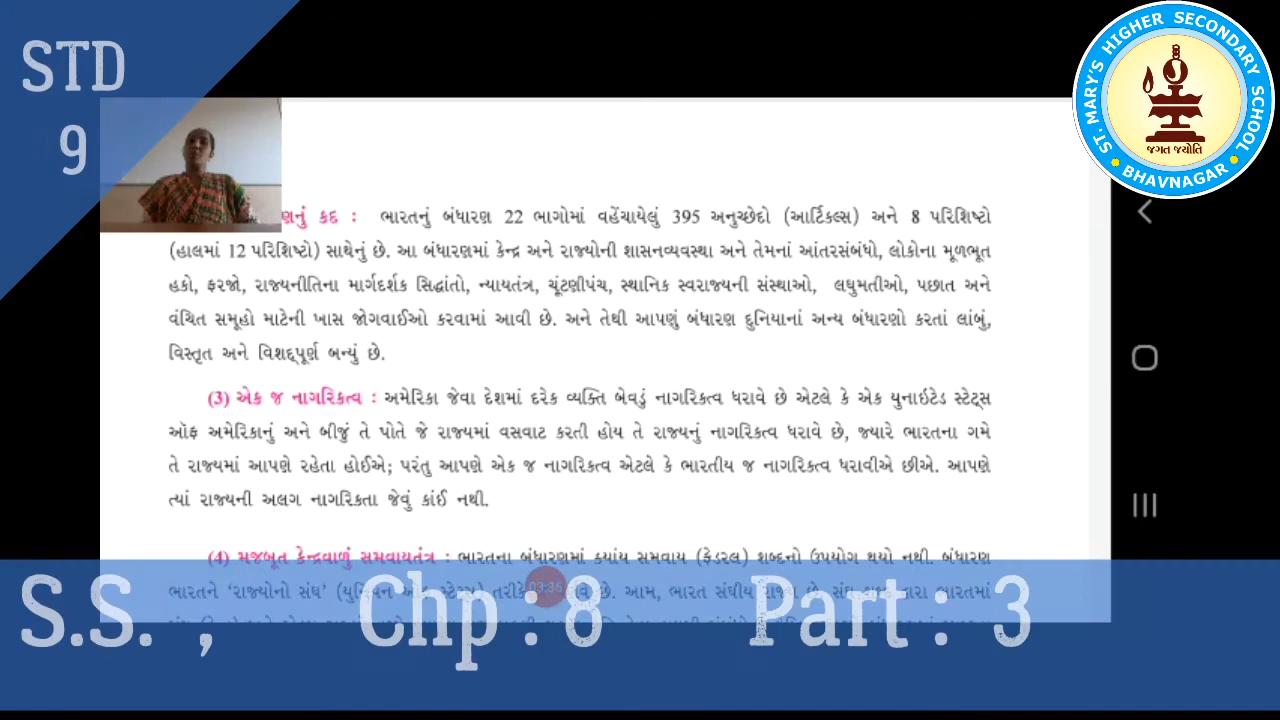 STD
9
ST. MARY'S HIGHER SECONDARY SCHOOL
જગત જ્યોતિ
BHAVNAGAR
કદ : ભારતનું બંધારણ 22 ભાગોમાં વહેંચાયેલું 395 અનુચ્છેદો (આર્ટિકલ્સ) અને 8 પરિશિષ્ટો
(હાલમાં 12 પરિશિષ્ટો) સાથેનું છે. આ બંધારણમાં કેન્દ્ર અને રાજ્યોની શાસનવ્યવસ્થા અને તેમનાં આંતરસંબંધો, લોકોના મૂળભૂત
હકો, ફરજો, રાજ્યનીતિના માર્ગદર્શક સિદ્ધાંતો, ન્યાયતંત્ર, ચૂંટણીપંચ, સ્થાનિક સ્વરાજ્યની સંસ્થાઓ, લઘુમતીઓ, પછાત અને
વંચિત સમૂહો માટેની ખાસ જોગવાઈઓ કરવામાં આવી છે. અને તેથી આપણું બંધારણ દુનિયાનાં અન્ય બંધારણો કરતાં લાંબું,
વિસ્તૃત અને વિશદ્પૂર્ણ બન્યું છે.
(3) એક જ નાગરિકત્વ : અમેરિકા જેવા દેશમાં દરેક વ્યક્તિ બેવડું નાગરિકત્વ ધરાવે છે એટલે કે એક યુનાઇટેડ સ્ટેટ્સ
ઑફ અમેરિકાનું અને બીજું તે પોતે જે રાજ્યમાં વસવાટ કરતી હોય તે રાજ્યનું નાગરિકત્વ ધરાવે છે, જ્યારે ભારતના ગમે
તે રાજ્યમાં આપણે રહેતા હોઈએ; પરંતુ આપણે એક જ નાગરિકત્વ એટલે કે ભારતીય જ નાગરિકત્વ ધરાવીએ છીએ. આપણે
ત્યાં રાજ્યની અલગ નાગરિકતા જેવું કાંઈ નથી.
(4) મજબૂત કેન્દ્રવાળું સમવાયતંત્ર : ભારતના બંધારણમાં ક્યાંય સમવાય (ફેડરલ) શબ્દનો ઉપયોગ થયો નથી. બંધારણ
ભારતને 'રાજ્યોનો સંઘ' છે. આમ, ભારત સંઘીય છે.
03:36
S.S. , Chp : 8 Part : 3